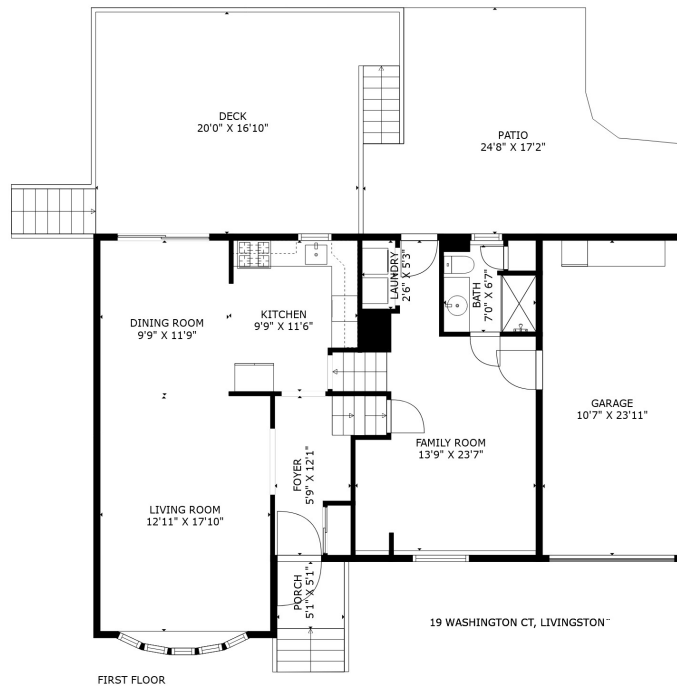 DECK
20'0" X 16'10"
PATIO
24'8" X 17'2"
LAUNDRY
2'6" X 5'3"
BATH
7'0" X 6'7"
KITCHEN
9'9" X 11'6"
DINING ROOM
9'9" X 11'9"
GARAGE
10'7" X 23'11"
FAMILY ROOM
13'9" X 23'7"
FOYER
5'9" X 12'1"
LIVING ROOM
12'11" X 17'10"
PORCH
5'1" X 5'1"
19 WASHINGTON CT, LIVINGSTON
FIRST FLOOR